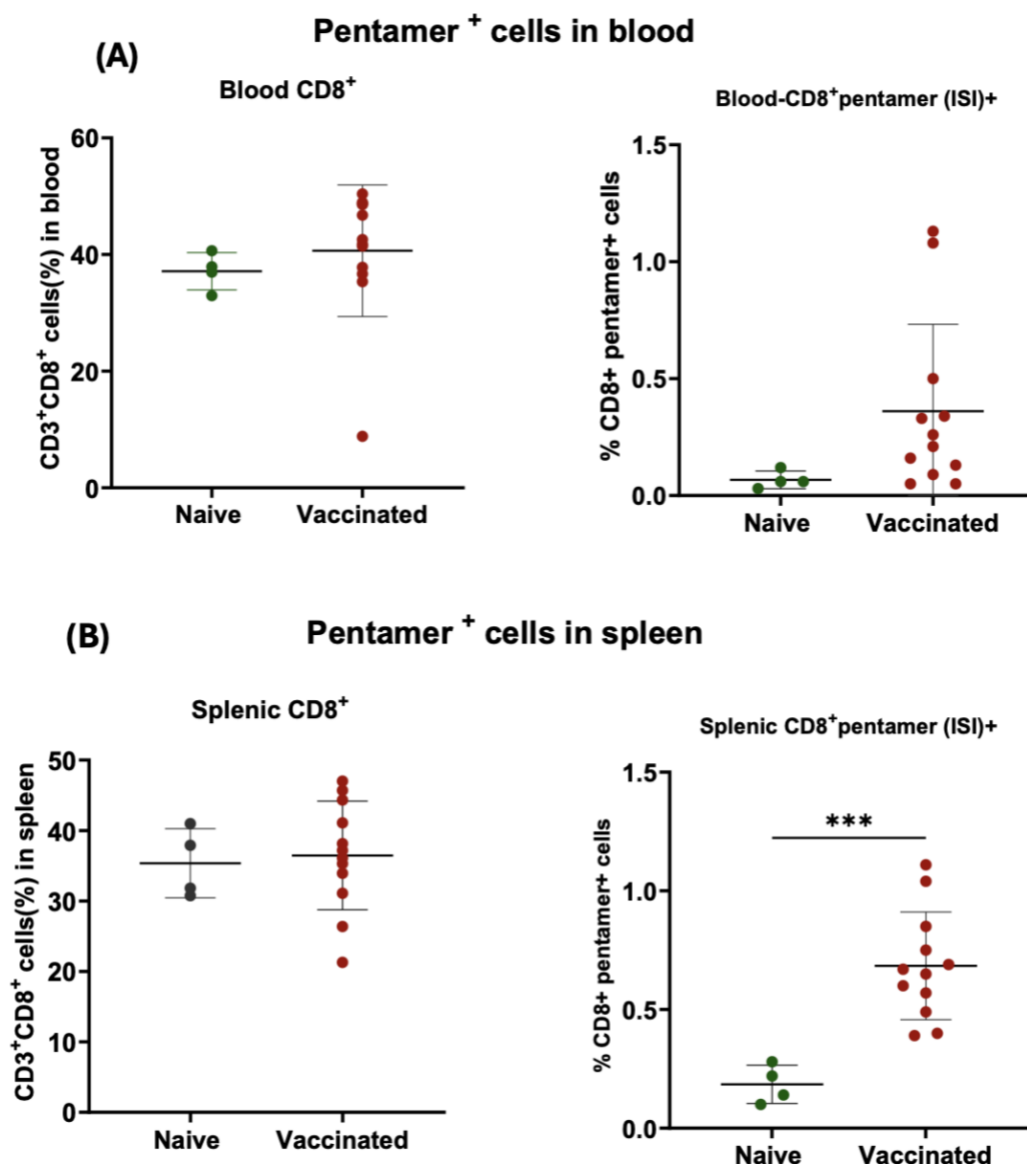 Pentamer + cells in blood
(A)
Blood CD8+
CD3+CD8+ cells(%) in blood
60
40
20
0
Naive
Vaccinated
Blood-CD8+pentamer (ISI)+
% CD8+ pentamer+ cells
1.5
1.0
0.5
0.0
Naive
Vaccinated
(B)
Pentamer + cells in spleen
Splenic CD8+
CD3+CD8+ cells(%) in spleen
50
40
30
20
10
0
Naive
Vaccinated
Splenic CD8+pentamer (ISI)+
% CD8+ pentamer+ cells
1.5
1.0
0.5
0.0
***
Naive
Vaccinated